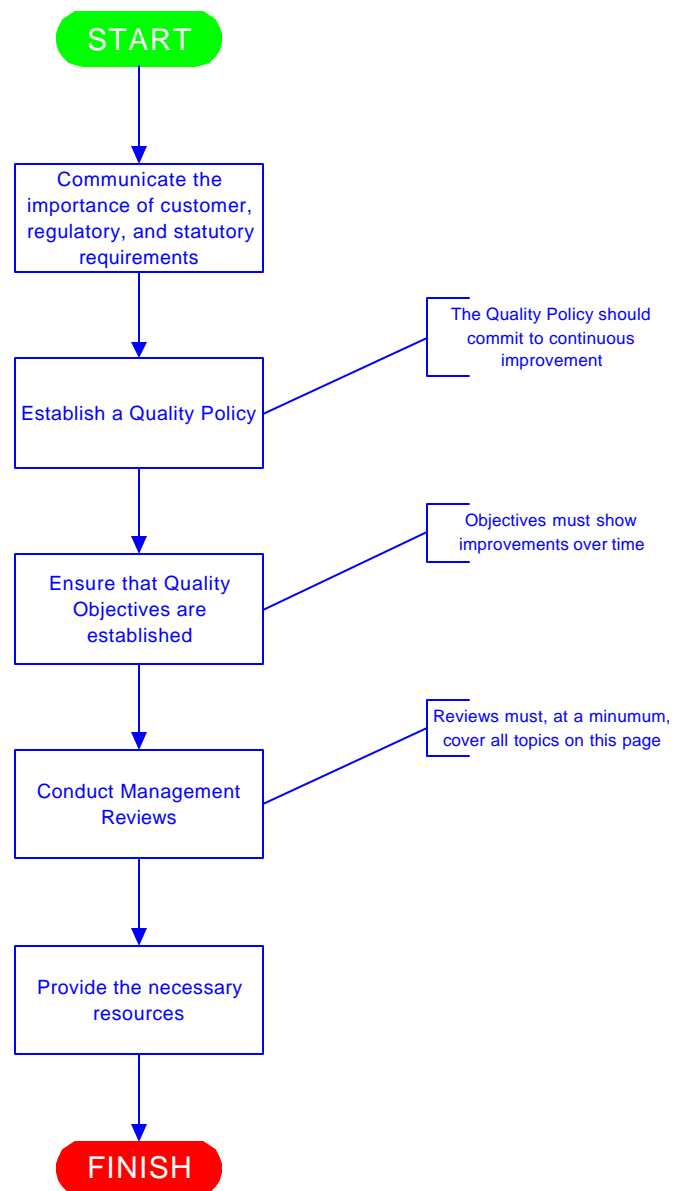 START
Communicate the
importance of customer,
regulatory, and statutory
requirements
The Quality Policy should
commit to continuous
improvement
Establish a Quality Policy
Objectives must show
improvements over time
Ensure that Quality
Objectives are
established
Reviews must, at a minumum,
cover all topics on this page
Conduct Management
Reviews
Provide the necessary
resources
FINISH